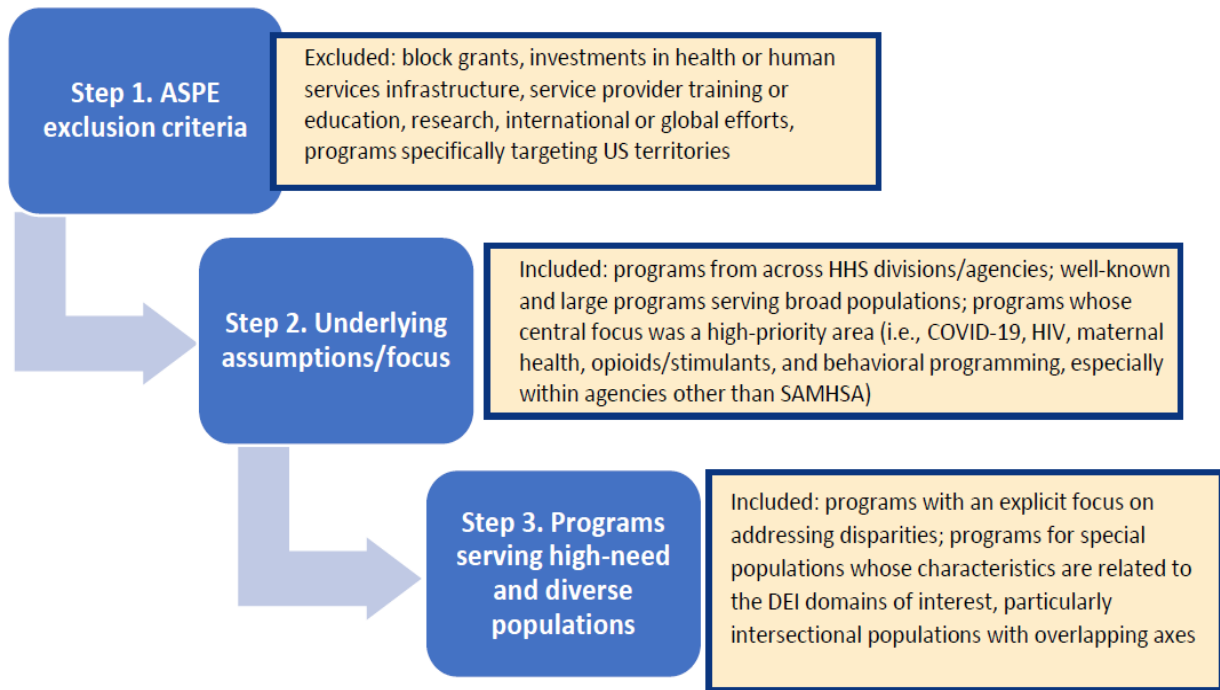 Step 1. ASPE
exclusion criteria
Excluded: block grants, investments in health or human
services infrastructure, service provider training or
education, research, international or global efforts,
programs specifically targeting US territories
Step 2. Underlying
assumptions/focus
Included: programs from across HHS divisions/agencies; well-known
and large programs serving broad populations; programs whose
central focus was a high-priority area (i.e., COVID-19, HIV, maternal
health, opioids/stimulants, and behavioral programming, especially
within agencies other than SAMHSA)
Step 3. Programs
serving high-need
and diverse
populations
Included: programs with an explicit focus on
addressing disparities; programs for special
populations whose characteristics are related to
the DEI domains of interest, particularly
intersectional populations with overlapping axes